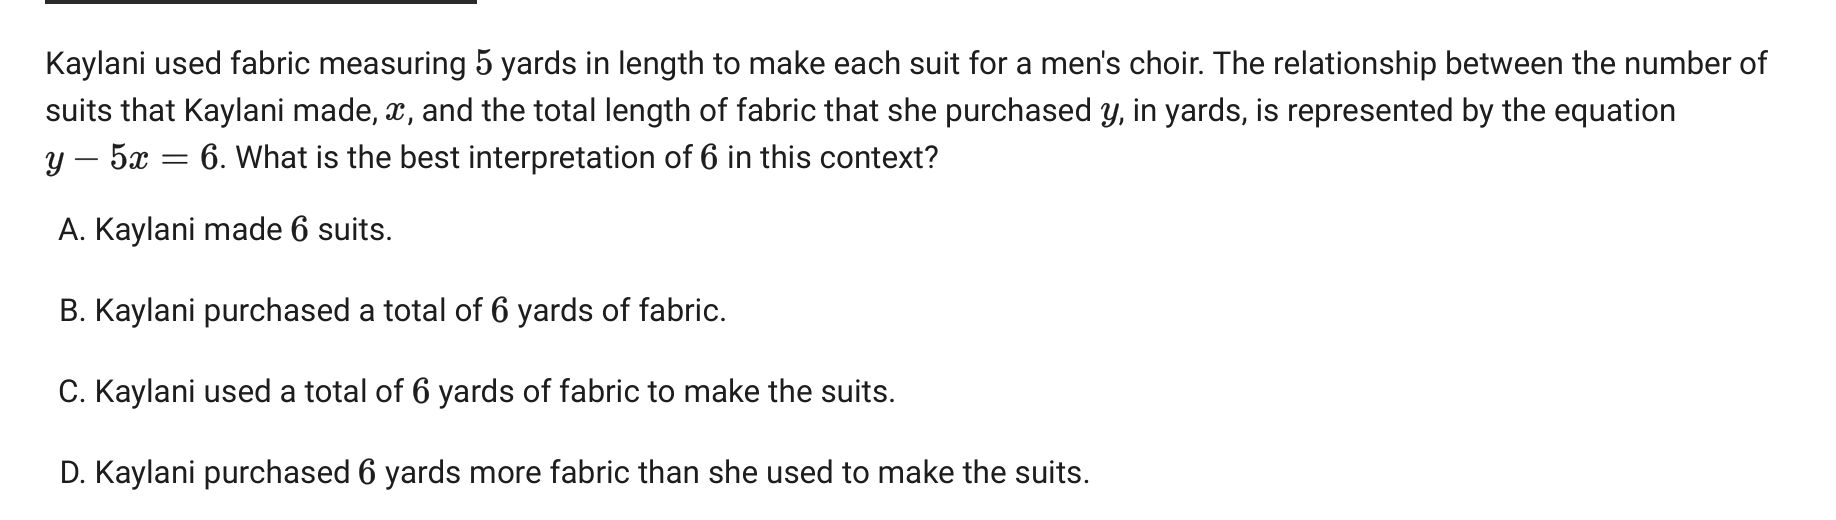 Kaylani used fabric measuring 5 yards in length to make each suit for a men's choir. The relationship between the number of
suits that Kaylani made, x, and the total length of fabric that she purchased y, in yards, is represented by the equation
y − 5x = 6. What is the best interpretation of 6 in this context?
A. Kaylani made 6 suits.
B. Kaylani purchased a total of 6 yards of fabric.
C. Kaylani used a total of 6 yards of fabric to make the suits.
D. Kaylani purchased 6 yards more fabric than she used to make the suits.